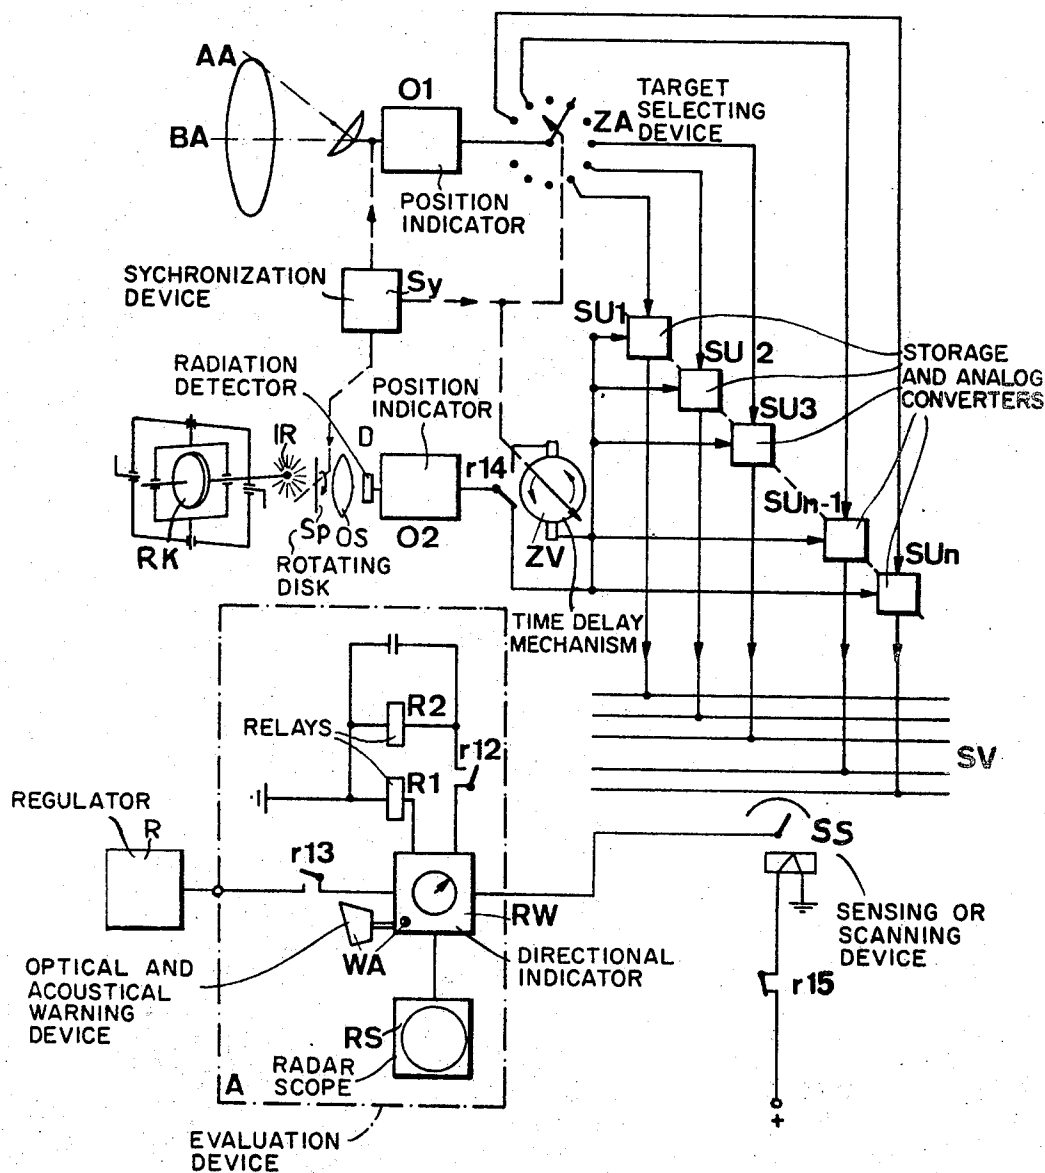 AA
BA
O1
POSITION
INDICATOR
ZA
TARGET
SELECTING
DEVICE
SYCHRONIZATION
DEVICE
Sy
RADIATION
DETECTOR
POSITION
INDICATOR
D
IR
r14
Sp
OS
O2
ZV
RK
ROTATING
DISK
TIME DELAY
MECHANISM
SU1
SU2
SU3
SUn-1
SUn
STORAGE
AND ANALOG
CONVERTERS
RELAYS
R2
R1
r12
SV
REGULATOR
R
r13
RW
DIRECTIONAL
INDICATOR
WA
OPTICAL AND
ACOUSTICAL
WARNING
DEVICE
RS
RADAR
SCOPE
A
EVALUATION
DEVICE
SS
SENSING OR
SCANNING
DEVICE
r15
+